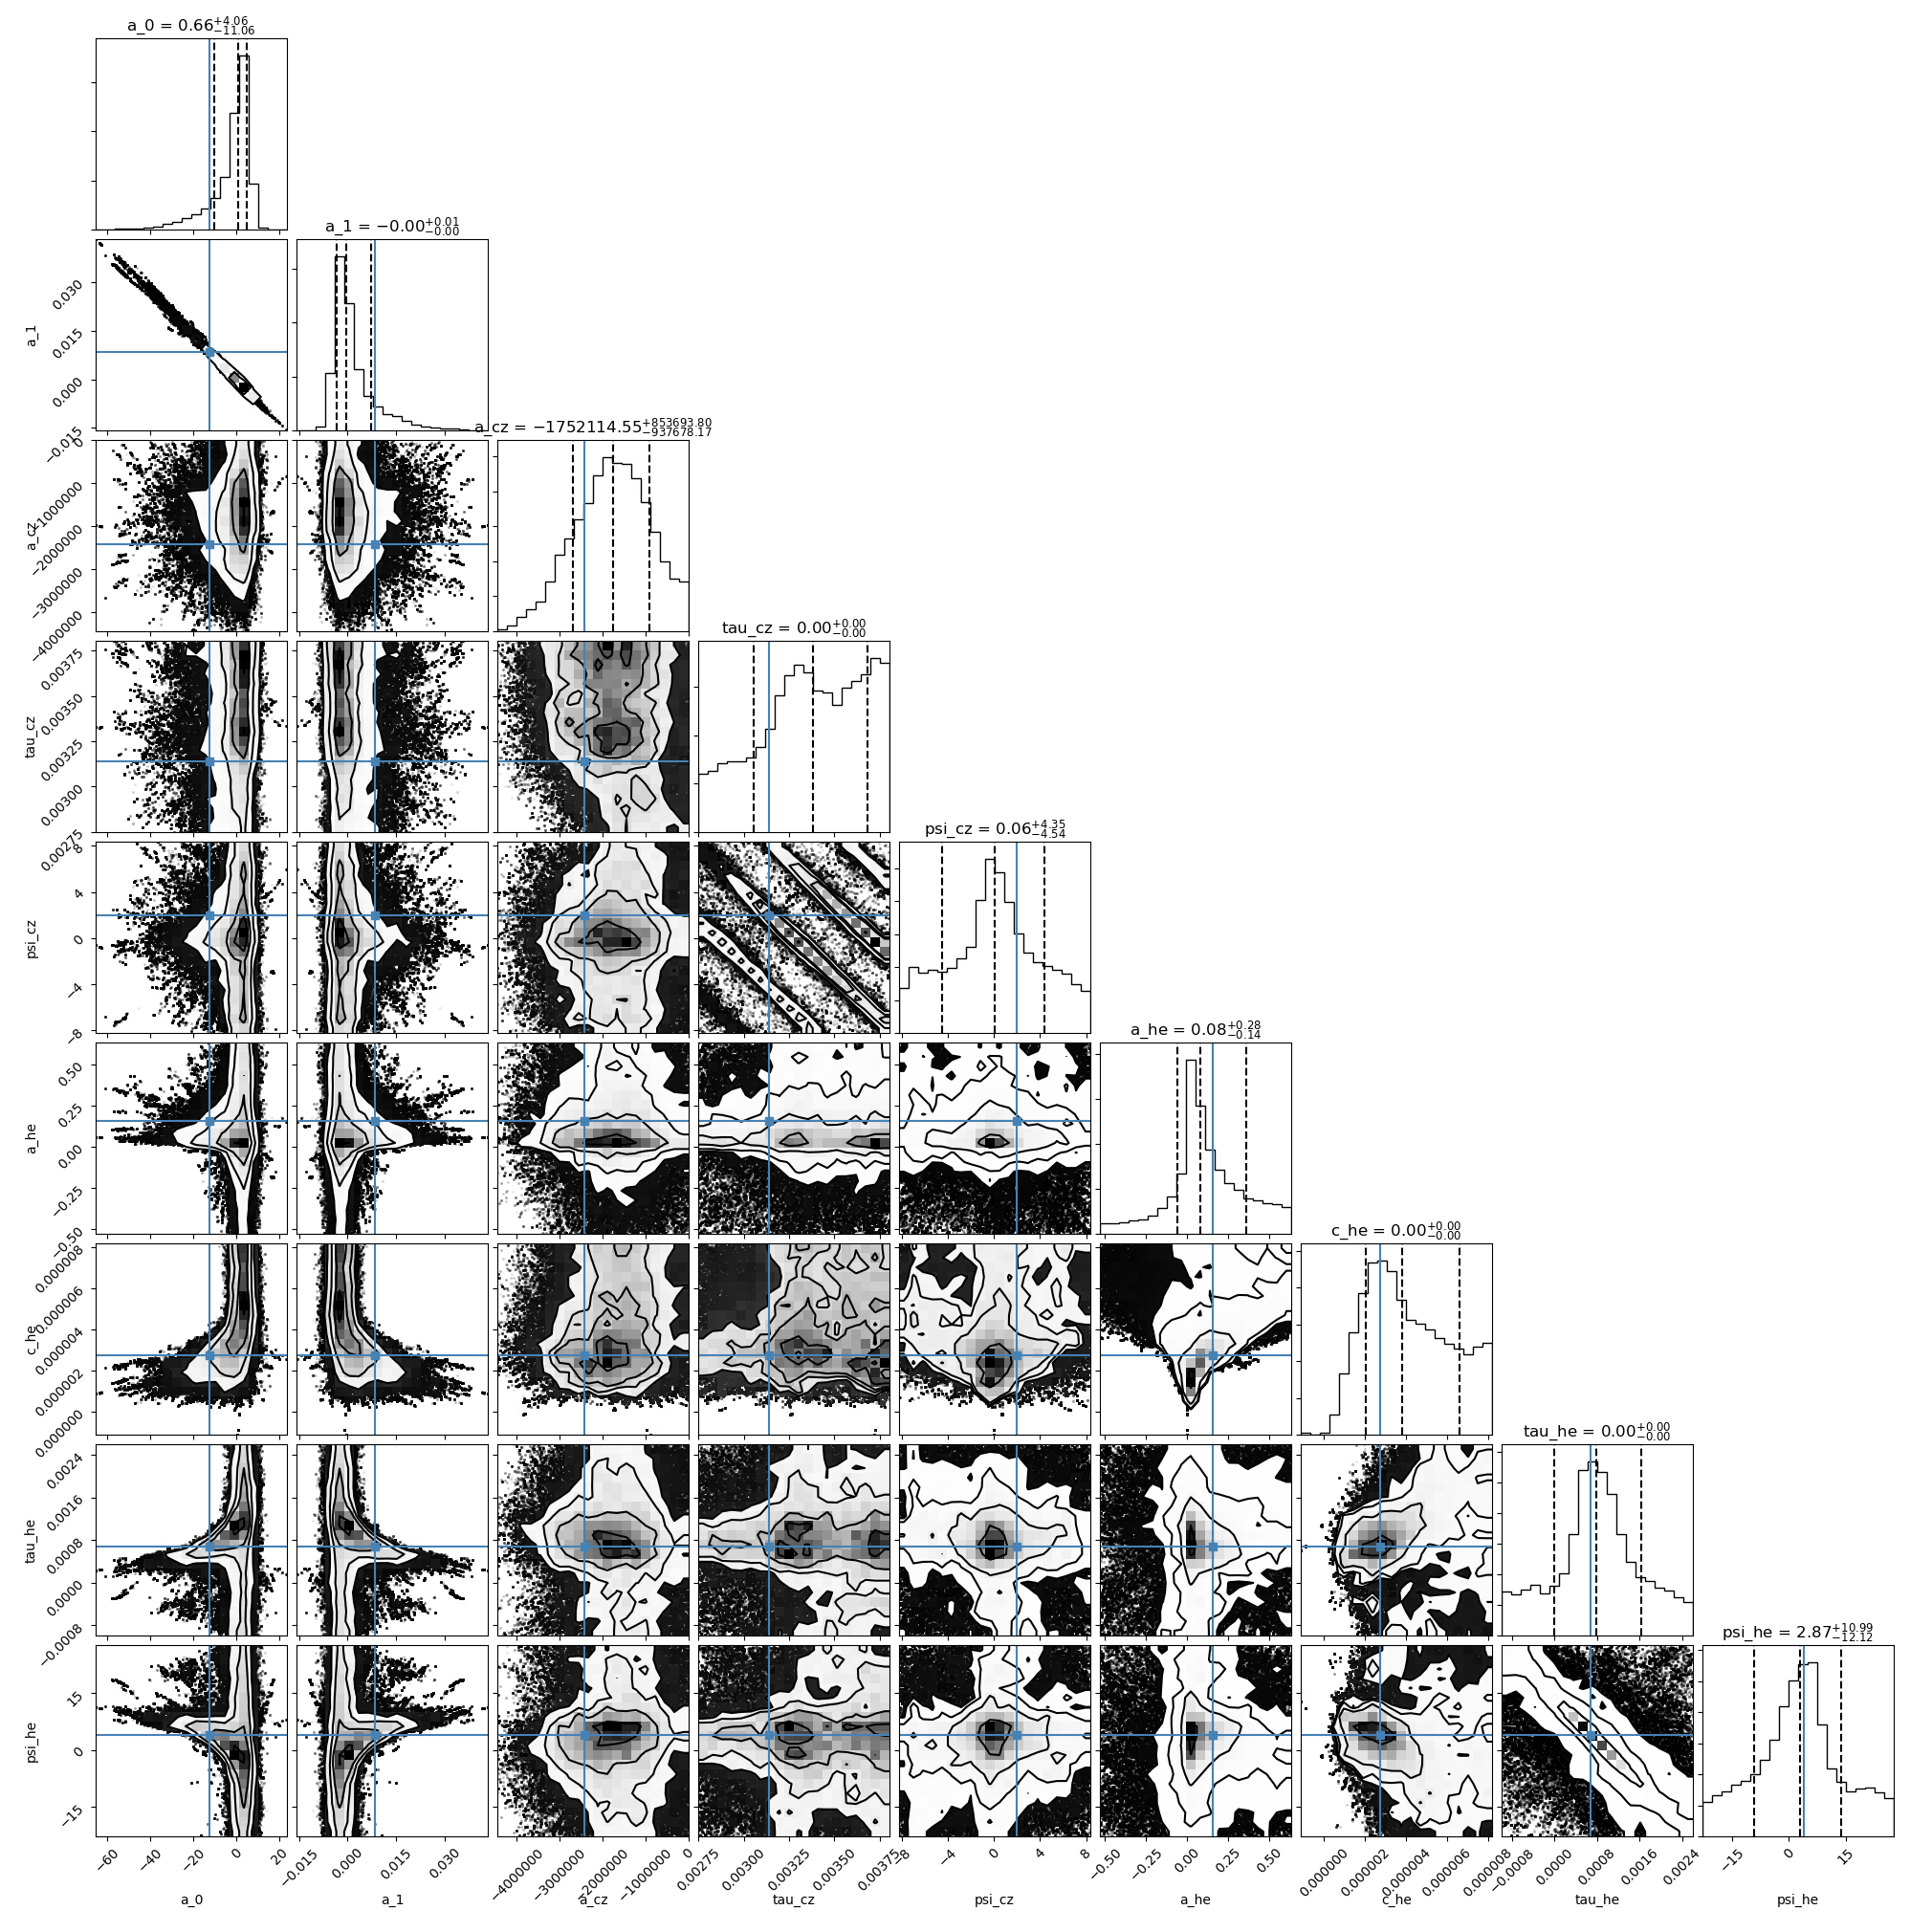 a_0 = 0.66+4.06−11.06
a_1 = −0.00+0.01−0.00
a_1
0.030
0.015
0.000
−0.015
a_cz = −1752114.55+853693.80−937678.17
a_cz
0
−1000000
−2000000
−3000000
−4000000
tau_cz = 0.00+0.00−0.00
tau_cz
0.00375
0.00350
0.00325
0.00300
0.00275
psi_cz = 0.06+4.35−4.54
psi_cz
8
4
0
−4
−8
a_he = 0.08+0.28−0.14
a_he
0.50
0.25
0.00
−0.25
−0.50
c_he = 0.00+0.00−0.00
c_he
0.000008
0.000006
0.000004
0.000002
0.000000
tau_he = 0.00+0.00−0.00
tau_he
0.0024
0.0016
0.0008
0.0000
−0.0008
psi_he = 2.87+10.99−12.12
psi_he
15
0
−15
−60 −40 −20 0 20
−0.015 0.000 0.015 0.030
−4000000 −3000000 −2000000 −1000000 0
0.00275 0.00300 0.00325 0.00350 0.00375
−8 −4 0 4 8
−0.50 −0.25 0.00 0.25 0.50
0.000000 0.000002 0.000004 0.000006 0.000008
−0.0008 0.0000 0.0008 0.0016 0.0024
−15 0 15
a_0 a_1 a_cz tau_cz psi_cz a_he c_he tau_he psi_he